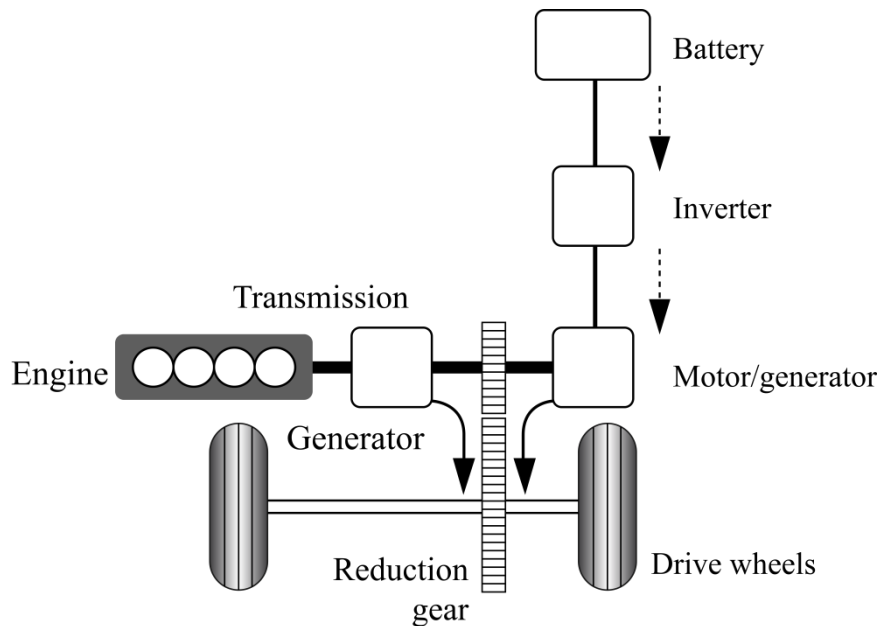 Battery
Inverter
Transmission
Engine
Motor/generator
Generator
Reduction
gear
Drive wheels